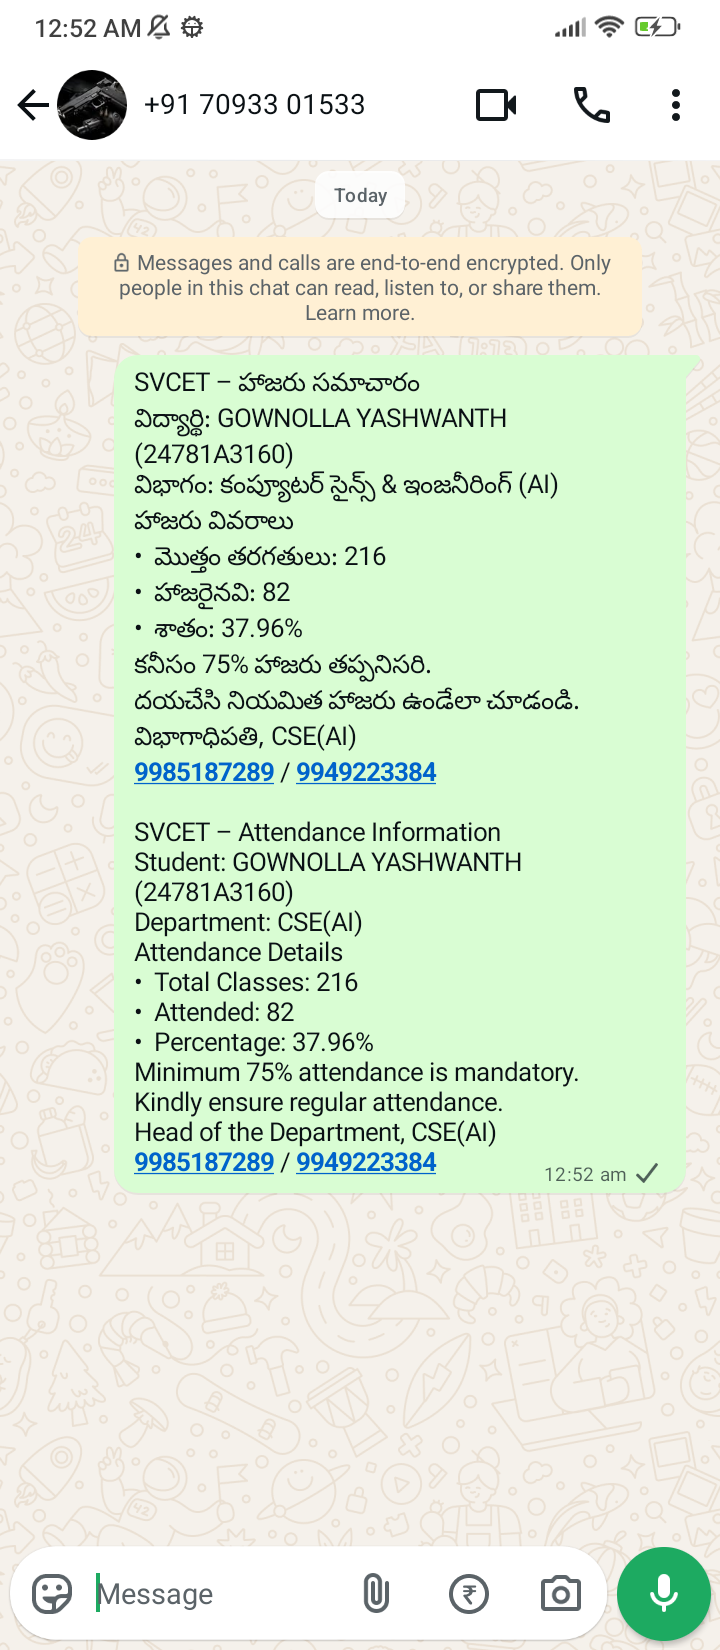 12:52 AM
+91 70933 01533
Today
Messages and calls are end-to-end encrypted. Only
people in this chat can read, listen to, or share them.
Learn more.
SVCET – హాజరు సమాచారం
విద్యార్థి: GOWNOLLA YASHWANTH
(24781A3160)
విభాగం: కంప్యూటర్ సైన్స్ & ఇంజనీరింగ్ (AI)
హాజరు వివరాలు
• మొత్తం తరగతులు: 216
• హాజరైనవి: 82
• శాతం: 37.96%
కనీసం 75% హాజరు తప్పనిసరి.
దయచేసి నియమిత హాజరు ఉండేలా చూడండి.
విభాగాధిపతి, CSE(AI)
9985187289 / 9949223384
SVCET – Attendance Information
Student: GOWNOLLA YASHWANTH
(24781A3160)
Department: CSE(AI)
Attendance Details
• Total Classes: 216
• Attended: 82
• Percentage: 37.96%
Minimum 75% attendance is mandatory.
Kindly ensure regular attendance.
Head of the Department, CSE(AI)
9985187289 / 9949223384
12:52 am
Message